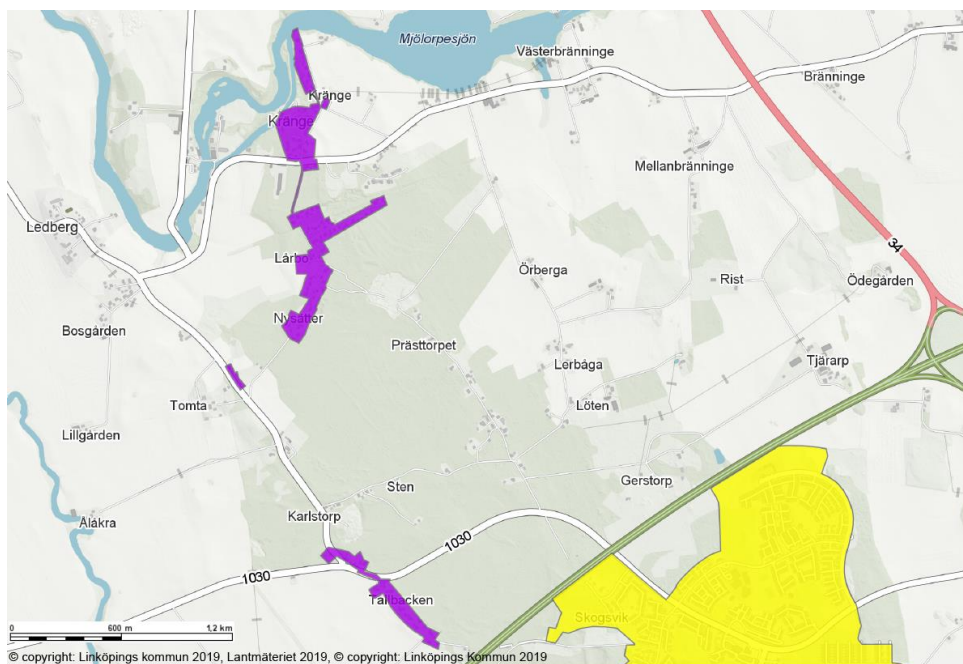 Mjölorpesjön
Västerbränninge
Bränninge
Kränge
Kränge
Mellanbränninge
Ledberg
34
Lårbo
Örberga
Rist
Ödegården
Bosgården
Nysätter
Prästtorpet
Lerbåga
Tjärarp
Tomta
Löten
Lillgården
Sten
Gerstorp
Karlstorp
Ålåkra
1030
1030
Tallbacken
Skogsvik
0 600 m 1,2 km
© copyright: Linköpings kommun 2019, Lantmäteriet 2019, © copyright: Linköpings Kommun 2019